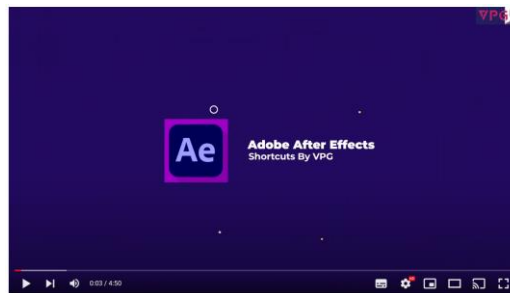 VPG
Ae
Adobe After Effects
Shortcuts By VPG
0:03 / 4:50